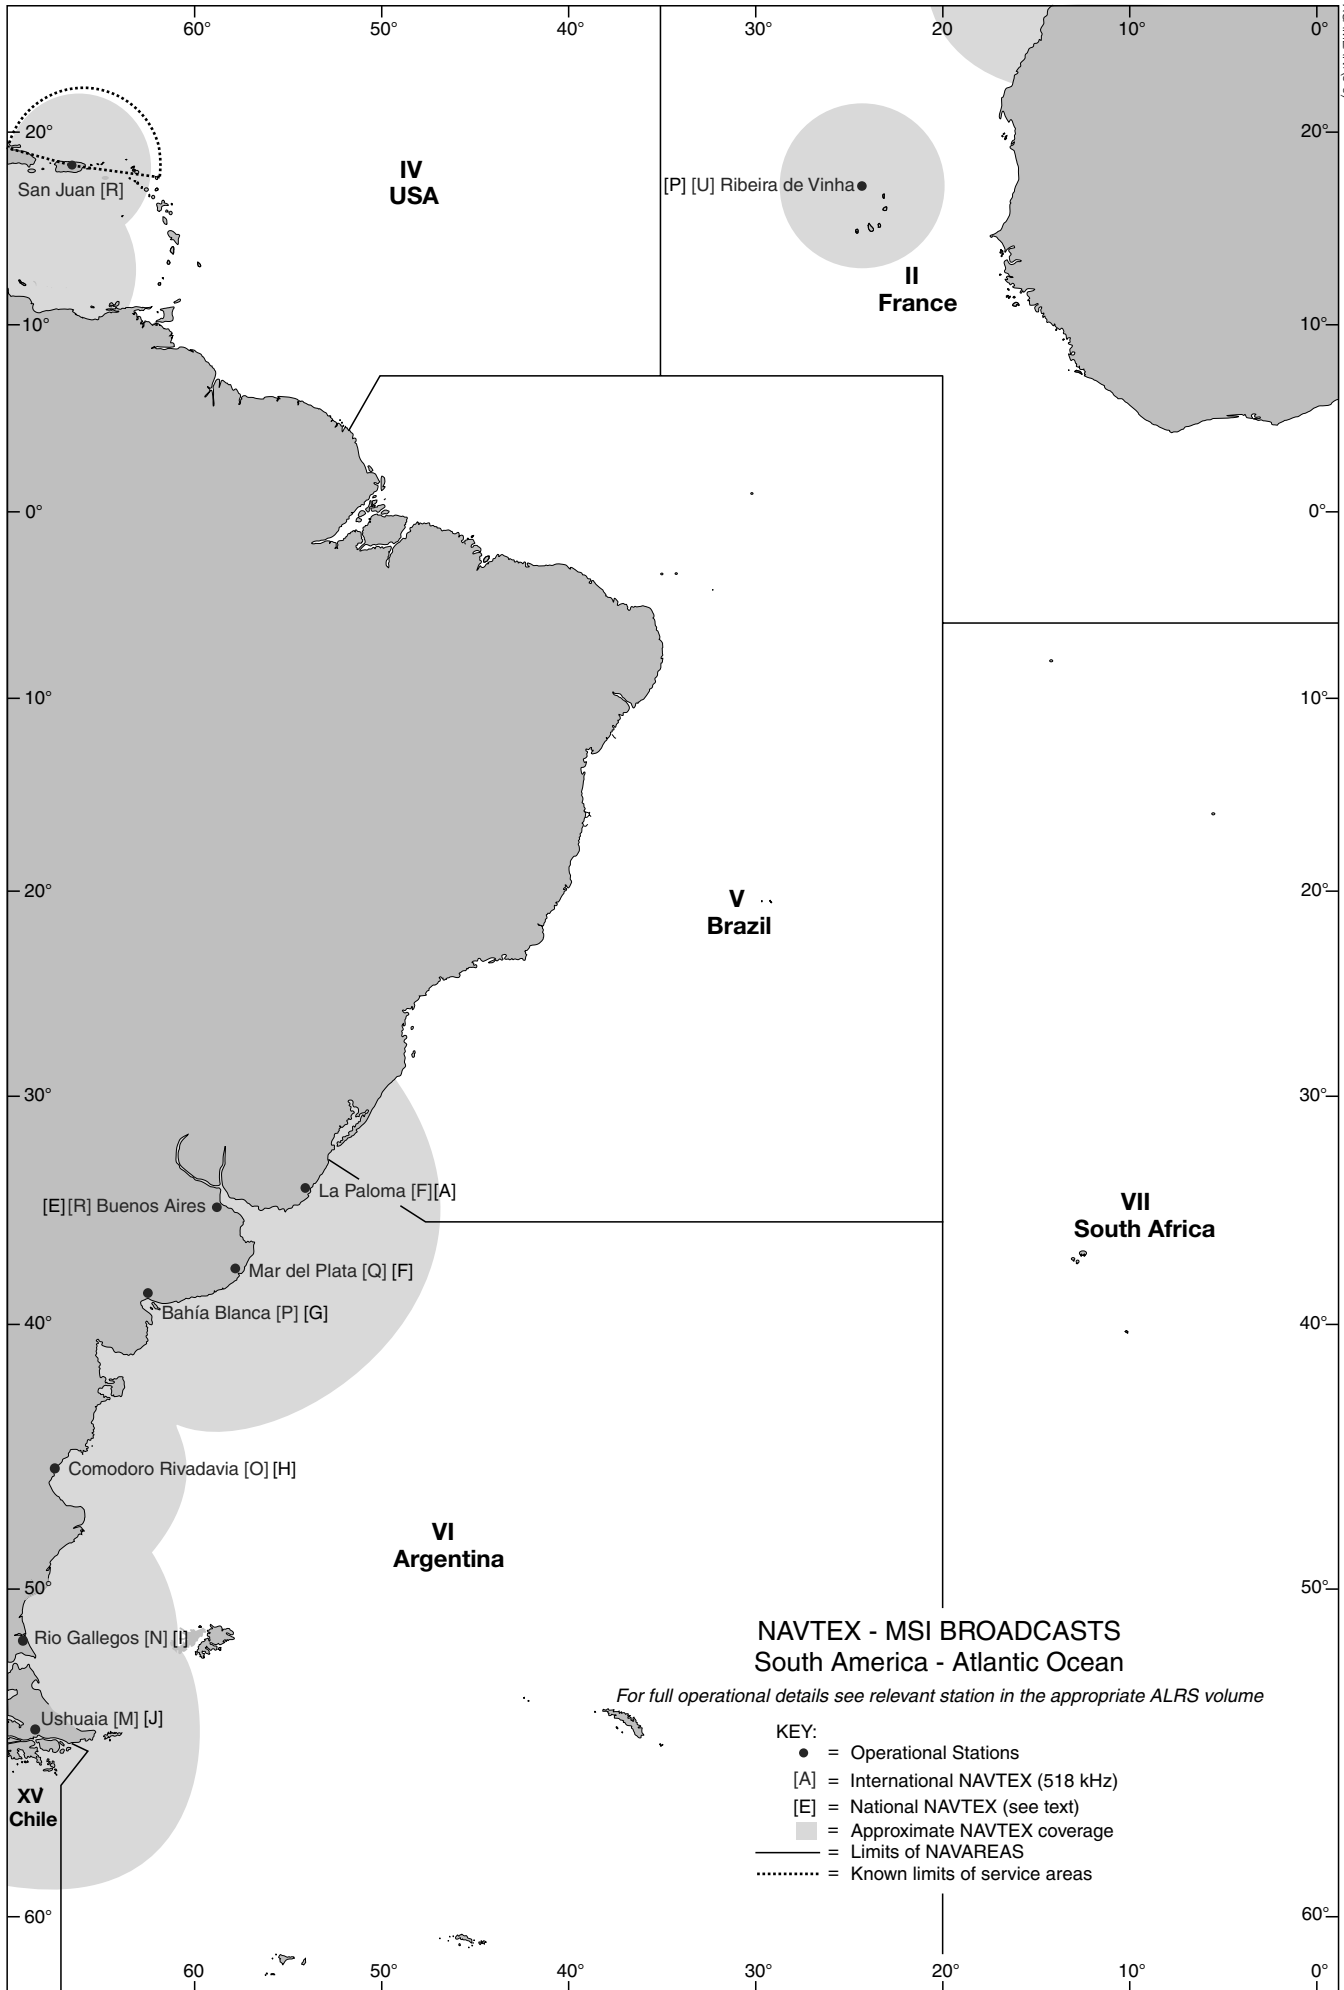 60° 50° 40° 30° 20 10° 0°
20° 20°
San Juan [R]
IV
USA
[P] [U] Ribeira de Vinha
II
France
10° 10°
0° 0°
10° 10°
20° 20°
V
Brazil
30° 30°
La Paloma [F][A]
[E][R] Buenos Aires
VII
South Africa
Mar del Plata [Q] [F]
Bahía Blanca [P] [G]
40° 40°
Comodoro Rivadavia [O] [H]
VI
Argentina
50° 50°
Rio Gallegos [N] [I]
Ushuaia [M] [J]
XV
Chile
NAVTEX - MSI BROADCASTS
South America - Atlantic Ocean
For full operational details see relevant station in the appropriate ALRS volume
KEY:
= Operational Stations
[A] = International NAVTEX (518 kHz)
[E] = National NAVTEX (see text)
= Approximate NAVTEX coverage
= Limits of NAVAREAS
= Known limits of service areas
60° 60°
60 50° 40° 30° 20° 10° 0°